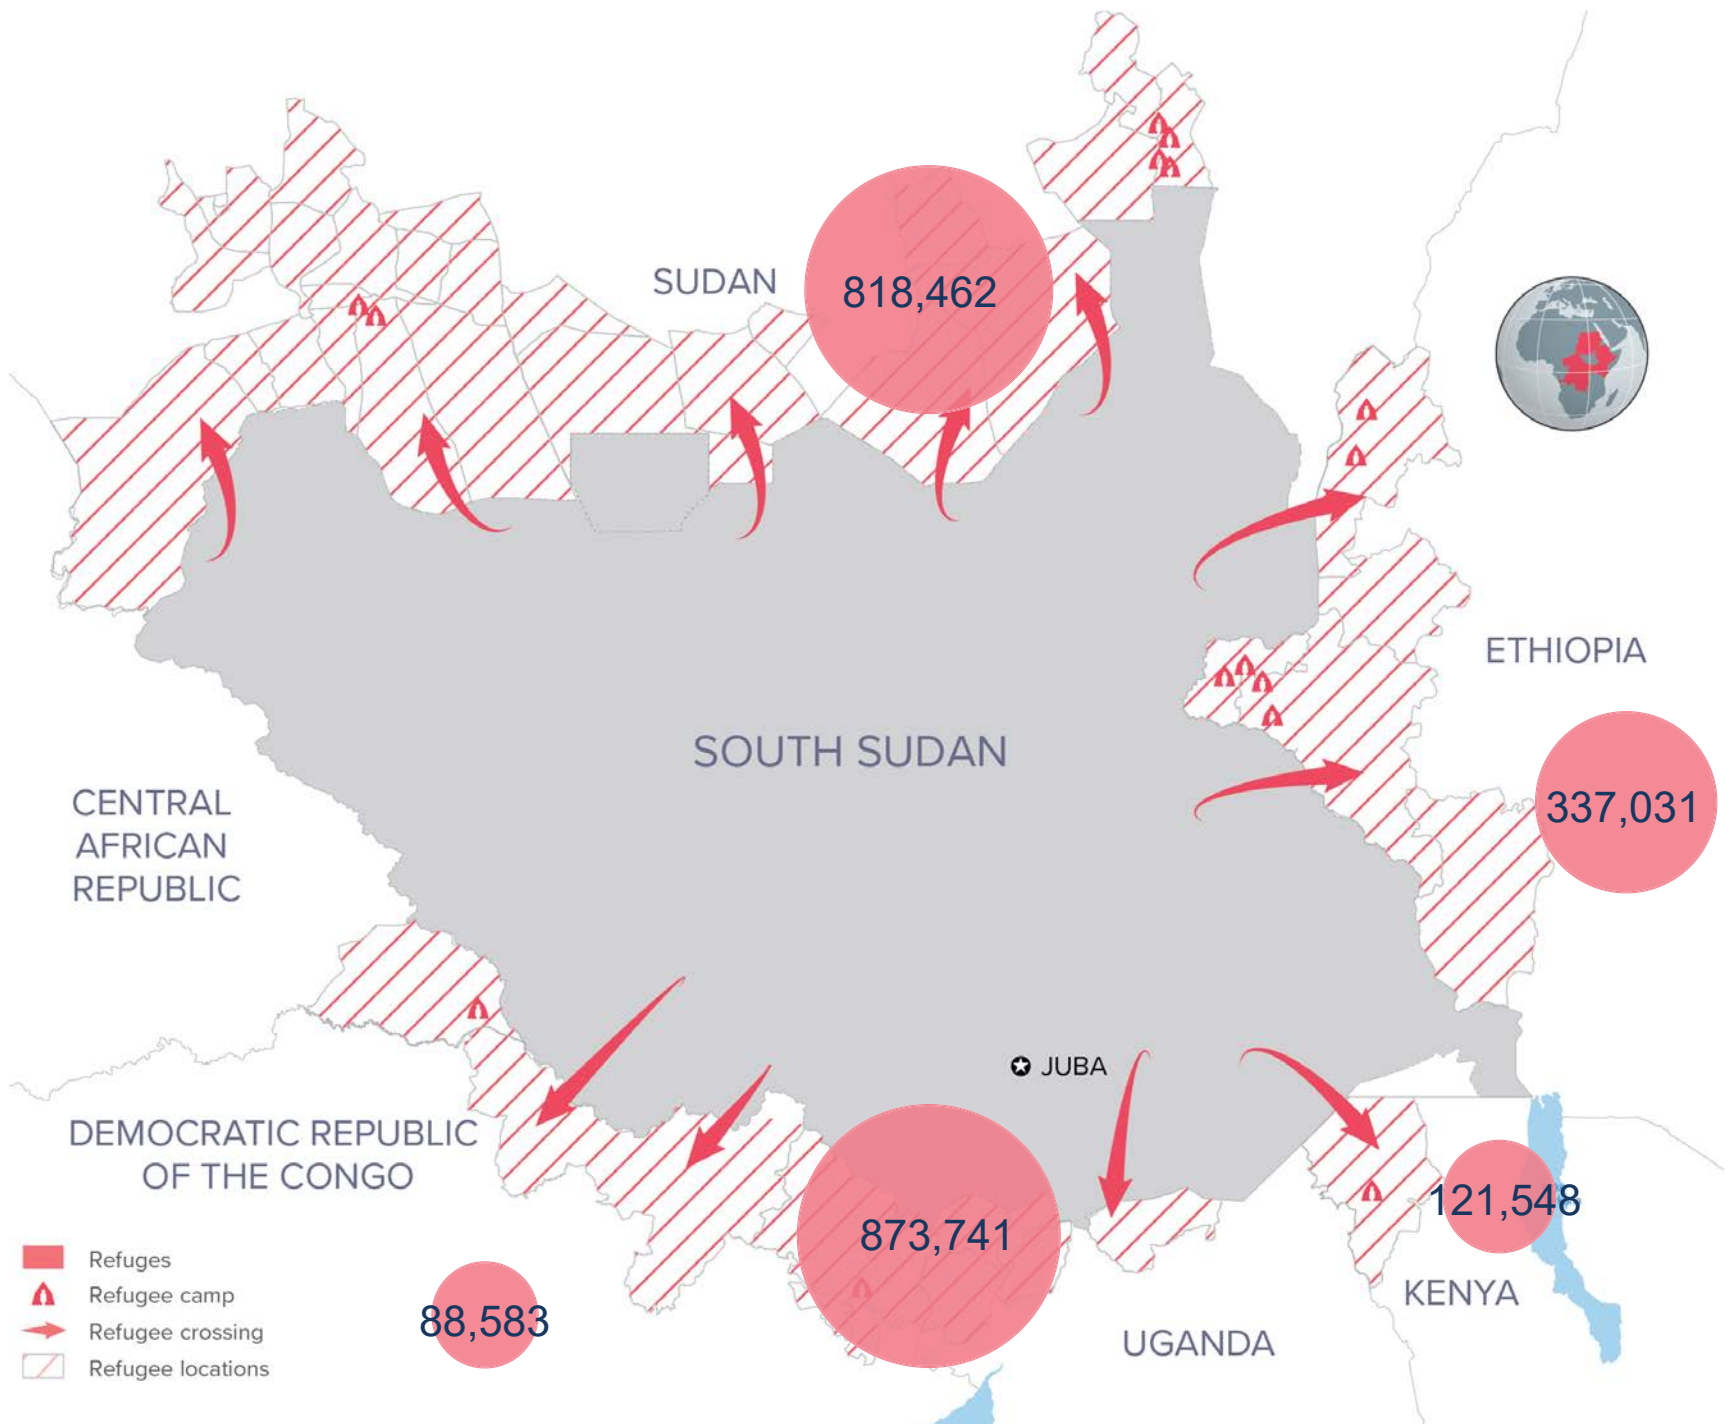 SUDAN
818,462
ETHIOPIA
SOUTH SUDAN
337,031
CENTRAL
AFRICAN
REPUBLIC
JUBA
DEMOCRATIC REPUBLIC
OF THE CONGO
121,548
873,741
88,583
KENYA
UGANDA
Refuges
Refugee camp
Refugee crossing
Refugee locations